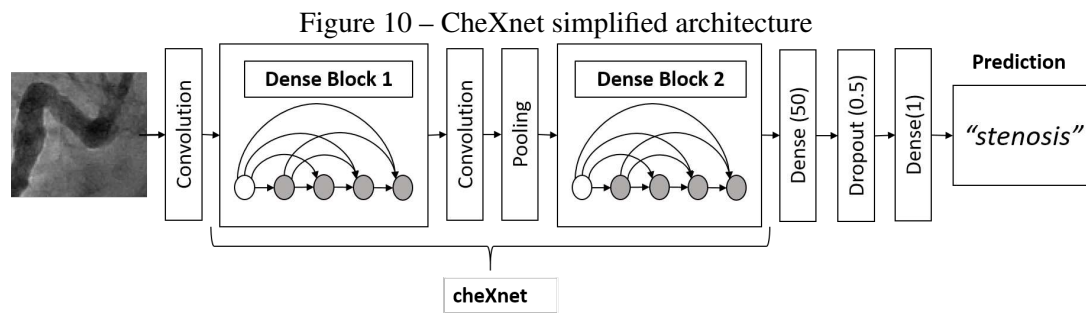 Figure 10 – CheXnet simplified architecture
Convolution
Dense Block 1
Convolution
Pooling
Dense Block 2
Dense (50)
Dropout (0.5)
Dense(1)
Prediction
“stenosis”
cheXnet